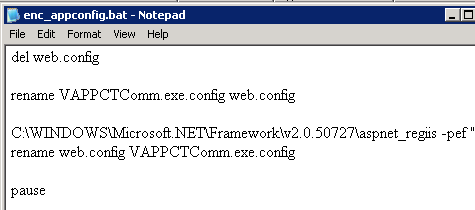 enc_appconfig.bat - Notepad
File Edit Format View Help
del web.config
rename VAPPCTComm.exe.config web.config
C:\WINDOWS\Microsoft.NET\Framework\v2.0.50727\aspnet_regiis -pef "
rename web.config VAPPCTComm.exe.config
pause